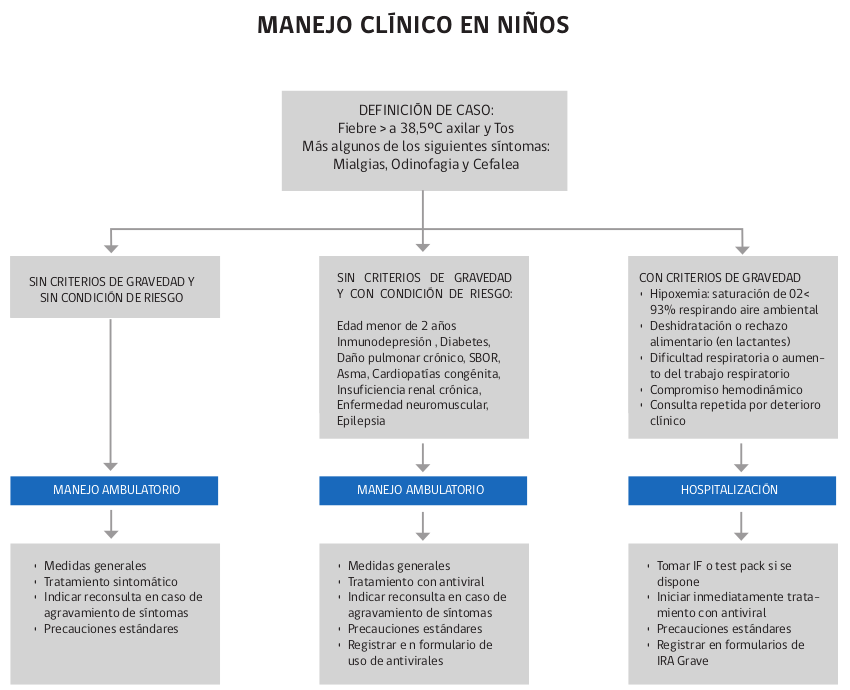 MANEJO CLÍNICO EN NIÑOS
DEFINICIÓN DE CASO:
Fiebre > a 38,5ºC axilar y Tos
Más algunos de los siguientes síntomas:
Mialgias, Odinofagia y Cefalea
SIN CRITERIOS DE GRAVEDAD Y
SIN CONDICIÓN DE RIESGO
MANEJO AMBULATORIO
• Medidas generales
• Tratamiento sintomático
• Indicar reconsulta en caso de
agravamiento de síntomas
• Precauciones estándares
SIN CRITERIOS DE GRAVEDAD
Y CON CONDICIÓN DE RIESGO:
Edad menor de 2 años
Inmunodepresión , Diabetes,
Daño pulmonar crónico, SBOR,
Asma, Cardiopatías congénita,
Insuficiencia renal crónica,
Enfermedad neuromuscular,
Epilepsia
MANEJO AMBULATORIO
• Medidas generales
• Tratamiento con antiviral
• Indicar reconsulta en caso de
agravamiento de síntomas
• Precauciones estándares
• Registrar e n formulario de
uso de antivirales
CON CRITERIOS DE GRAVEDAD
• Hipoxemia: saturación de 02<
93% respirando aire ambiental
• Deshidratación o rechazo
alimentario (en lactantes)
• Dificultad respiratoria o aumen-
to del trabajo respiratorio
• Compromiso hemodinámico
• Consulta repetida por deterioro
clínico
HOSPITALIZACIÓN
• Tomar IF o test pack si se
dispone
• Iniciar inmediatamente trata-
miento con antiviral
• Precauciones estándares
• Registrar en formularios de
IRA Grave